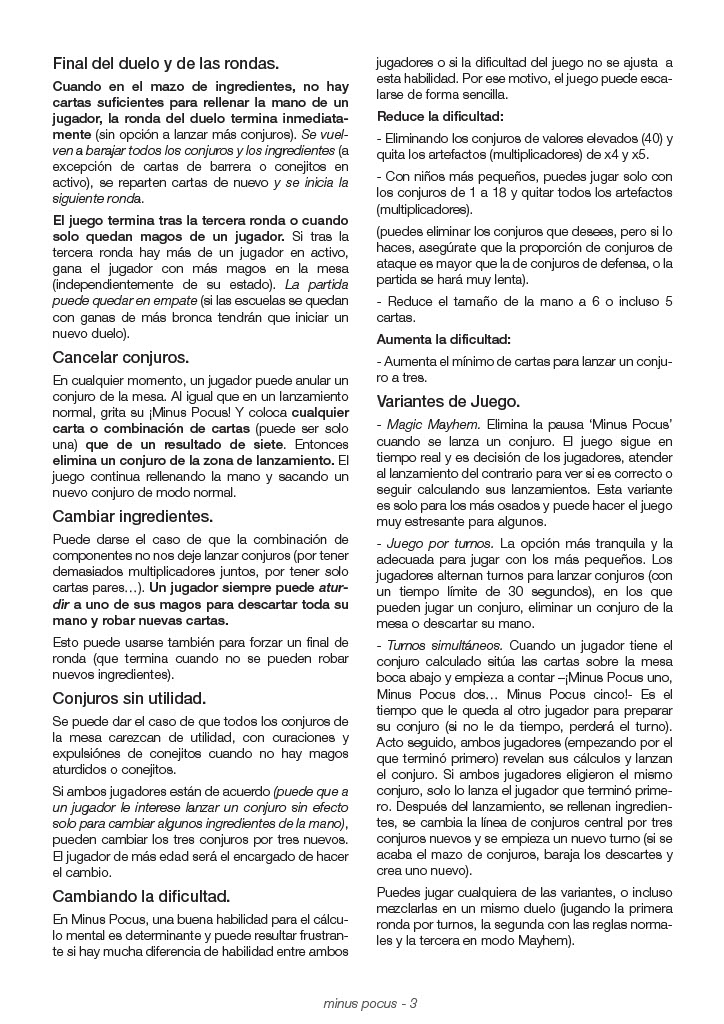 Final del duelo y de las rondas.
Cuando en el mazo de ingredientes, no hay
cartas suficientes para rellenar la mano de un
jugador, la ronda del duelo termina inmediata-
mente (sin opción a lanzar más conjuros). Se vuel-
ven a barajar todos los conjuros y los ingredientes (a
excepción de cartas de barrera o conejitos en
activo), se reparten cartas de nuevo y se inicia la
siguiente ronda.
El juego termina tras la tercera ronda o cuando
solo quedan magos de un jugador. Si tras la
tercera ronda hay más de un jugador en activo,
gana el jugador con más magos en la mesa
(independientemente de su estado). La partida
puede quedar en empate (si las escuelas se quedan
con ganas de más bronca tendrán que iniciar un
nuevo duelo).
Cancelar conjuros.
En cualquier momento, un jugador puede anular un
conjuro de la mesa. Al igual que en un lanzamiento
normal, grita su ¡Minus Pocus! Y coloca cualquier
carta o combinación de cartas (puede ser solo
una) que de un resultado de siete. Entonces
elimina un conjuro de la zona de lanzamiento. El
juego continua rellenando la mano y sacando un
nuevo conjuro de modo normal.
Cambiar ingredientes.
Puede darse el caso de que la combinación de
componentes no nos deje lanzar conjuros (por tener
demasiados multiplicadores juntos, por tener solo
cartas pares…). Un jugador siempre puede atur-
dir a uno de sus magos para descartar toda su
mano y robar nuevas cartas.
Esto puede usarse también para forzar un final de
ronda (que termina cuando no se pueden robar
nuevos ingredientes).
Conjuros sin utilidad.
Se puede dar el caso de que todos los conjuros de
la mesa carezcan de utilidad, con curaciones y
expulsiónes de conejitos cuando no hay magos
aturdidos o conejitos.
Si ambos jugadores están de acuerdo (puede que a
un jugador le interese lanzar un conjuro sin efecto
solo para cambiar algunos ingredientes de la mano),
pueden cambiar los tres conjuros por tres nuevos.
El jugador de más edad será el encargado de hacer
el cambio.
Cambiando la dificultad.
En Minus Pocus, una buena habilidad para el cálcu-
lo mental es determinante y puede resultar frustran-
te si hay mucha diferencia de habilidad entre ambos
jugadores o si la dificultad del juego no se ajusta a
esta habilidad. Por ese motivo, el juego puede esca-
larse de forma sencilla.
Reduce la dificultad:
- Eliminando los conjuros de valores elevados (40) y
quita los artefactos (multiplicadores) de x4 y x5.
- Con niños más pequeños, puedes jugar solo con
los conjuros de 1 a 18 y quitar todos los artefactos
(multiplicadores).
(puedes eliminar los conjuros que desees, pero si lo
haces, asegúrate que la proporción de conjuros de
ataque es mayor que la de conjuros de defensa, o la
partida se hará muy lenta).
- Reduce el tamaño de la mano a 6 o incluso 5
cartas.
Aumenta la dificultad:
- Aumenta el mínimo de cartas para lanzar un conju-
ro a tres.
Variantes de Juego.
- Magic Mayhem. Elimina la pausa ‘Minus Pocus’
cuando se lanza un conjuro. El juego sigue en
tiempo real y es decisión de los jugadores, atender
al lanzamiento del contrario para ver si es correcto o
seguir calculando sus lanzamientos. Esta variante
es solo para los más osados y puede hacer el juego
muy estresante para algunos.
- Juego por turnos. La opción más tranquila y la
adecuada para jugar con los más pequeños. Los
jugadores alternan turnos para lanzar conjuros (con
un tiempo límite de 30 segundos), en los que
pueden jugar un conjuro, eliminar un conjuro de la
mesa o descartar su mano.
- Turnos simultáneos. Cuando un jugador tiene el
conjuro calculado sitúa las cartas sobre la mesa
boca abajo y empieza a contar –¡Minus Pocus uno,
Minus Pocus dos… Minus Pocus cinco!- Es el
tiempo que le queda al otro jugador para preparar
su conjuro (si no le da tiempo, perderá el turno).
Acto seguido, ambos jugadores (empezando por el
que terminó primero) revelan sus cálculos y lanzan
el conjuro. Si ambos jugadores eligieron el mismo
conjuro, solo lo lanza el jugador que terminó prime-
ro. Después del lanzamiento, se rellenan ingredien-
tes, se cambia la línea de conjuros central por tres
conjuros nuevos y se empieza un nuevo turno (si se
acaba el mazo de conjuros, baraja los descartes y
crea uno nuevo).
Puedes jugar cualquiera de las variantes, o incluso
mezclarlas en un mismo duelo (jugando la primera
ronda por turnos, la segunda con las reglas norma-
les y la tercera en modo Mayhem).
minus pocus - 3